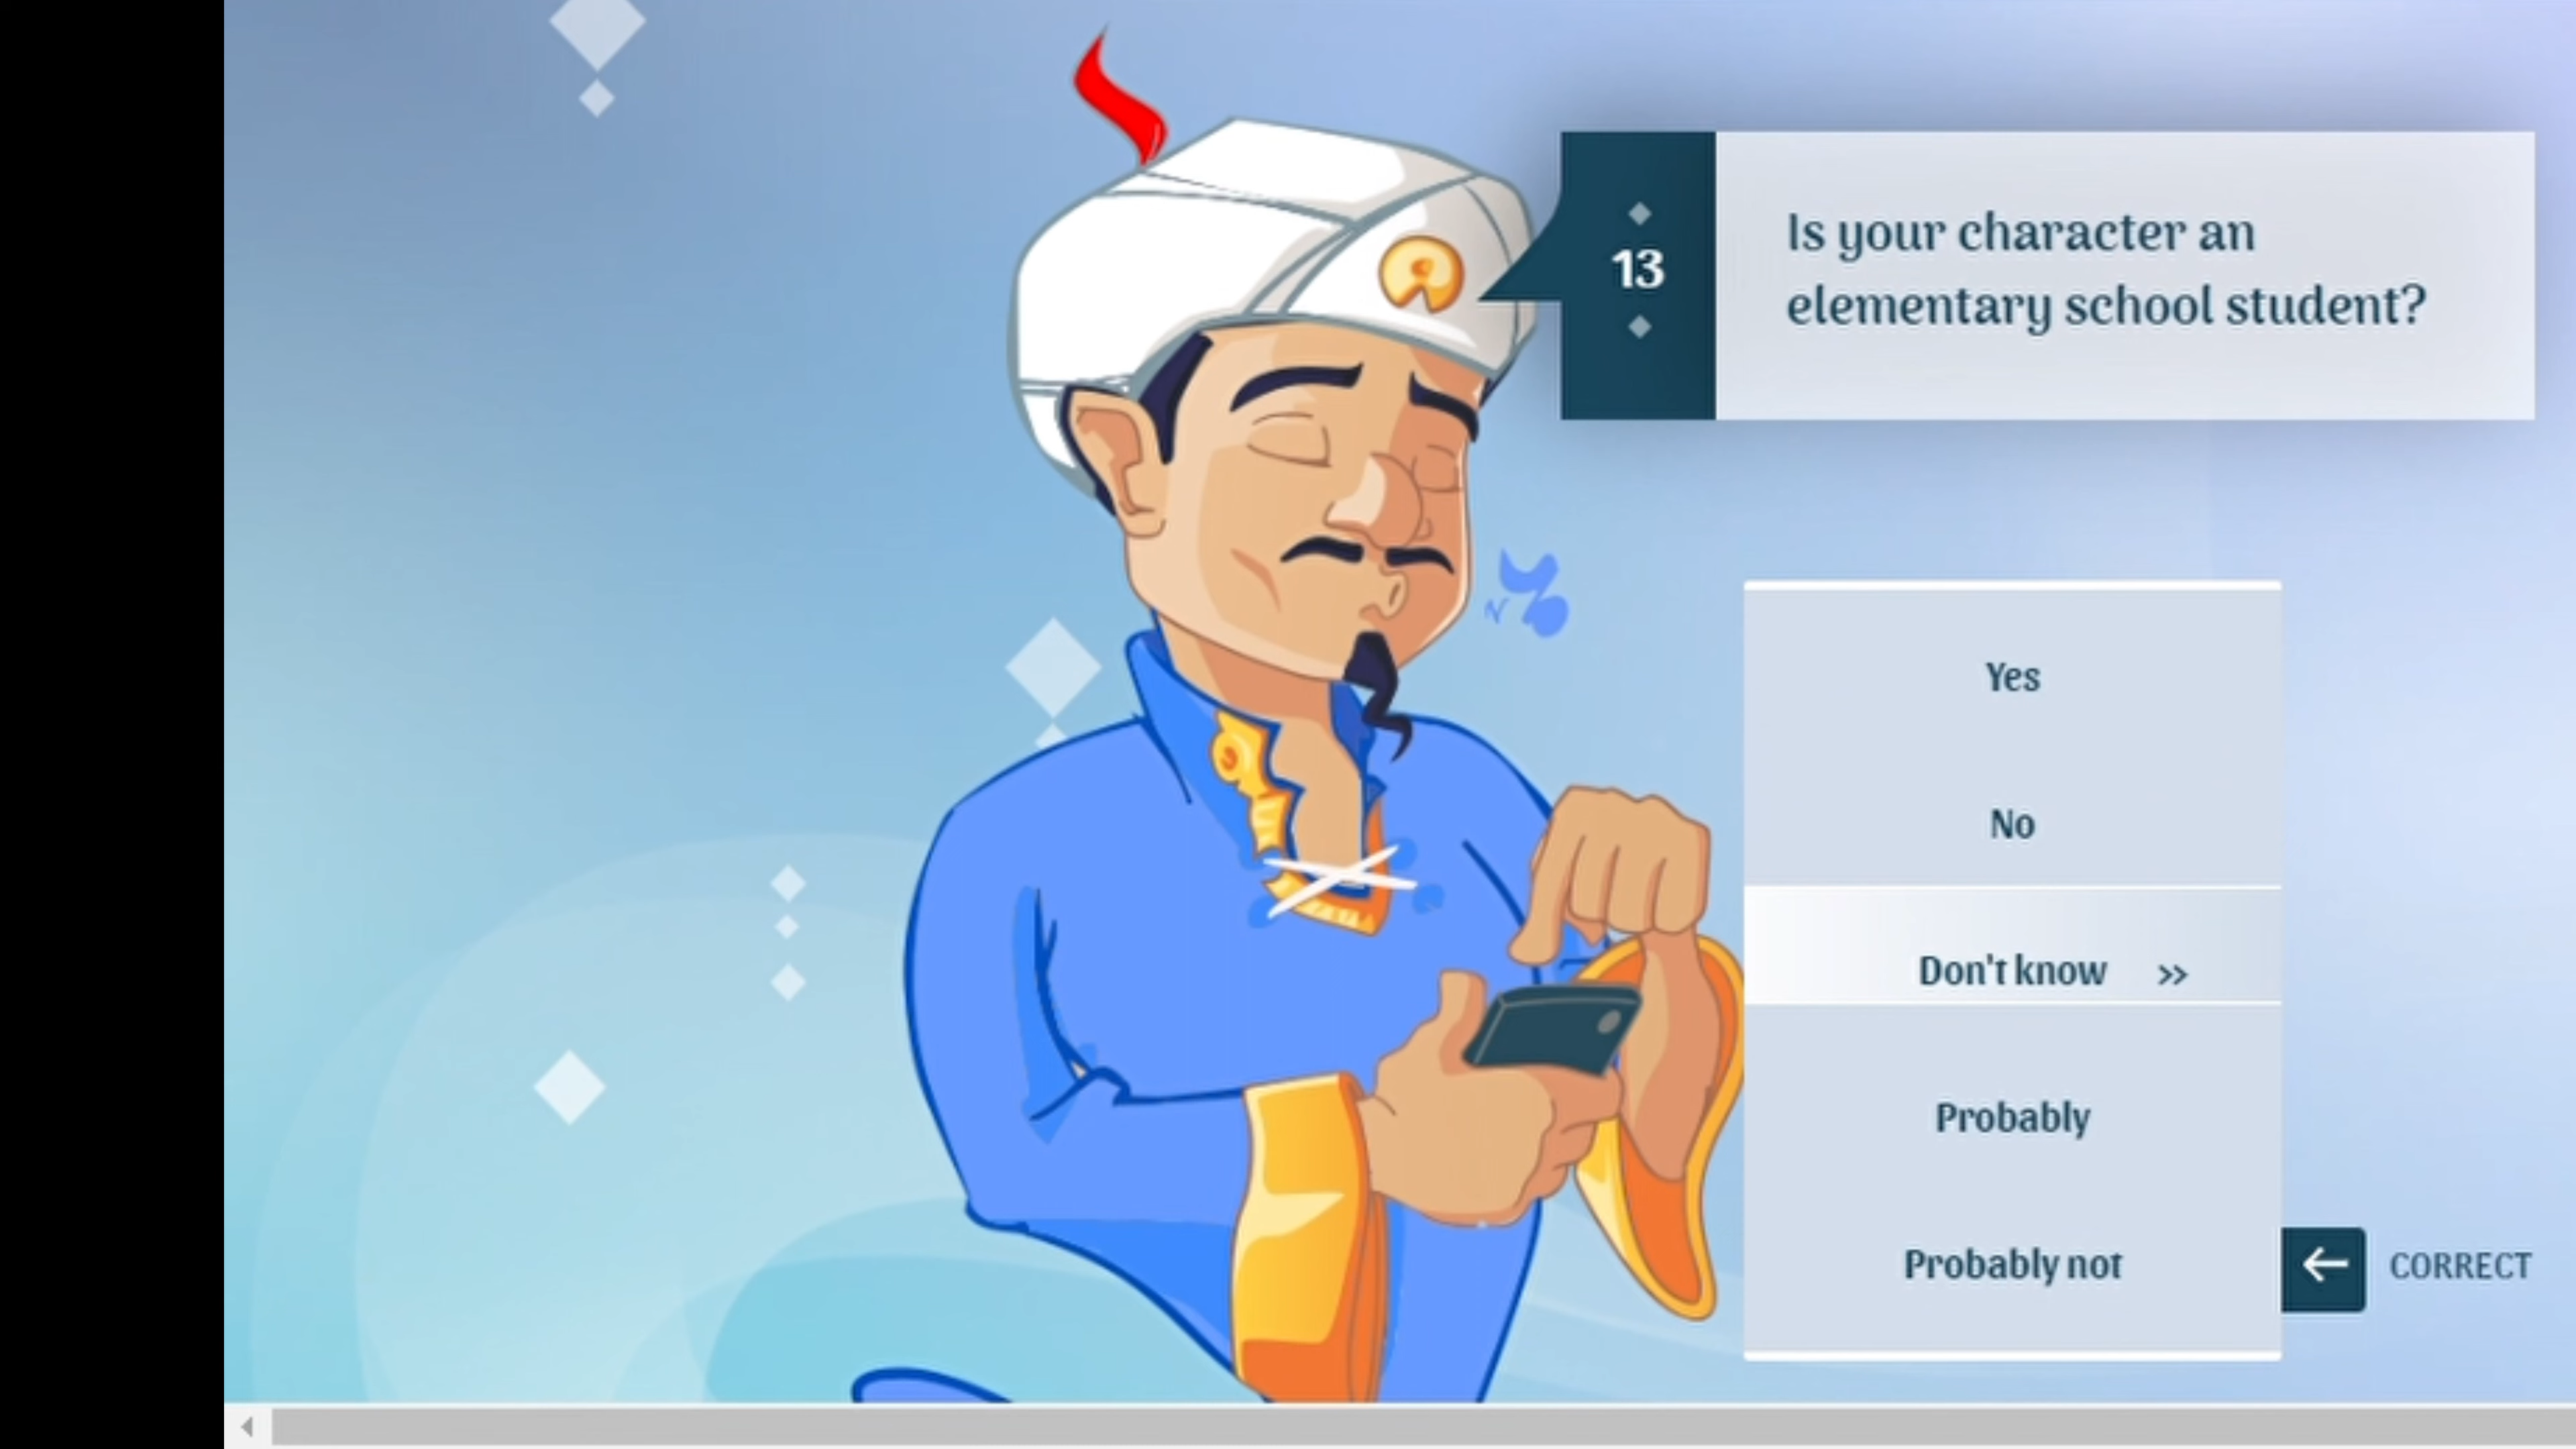 13
Is your character an
elementary school student?
Yes
No
Don't know >>
Probably
Probably not
CORRECT